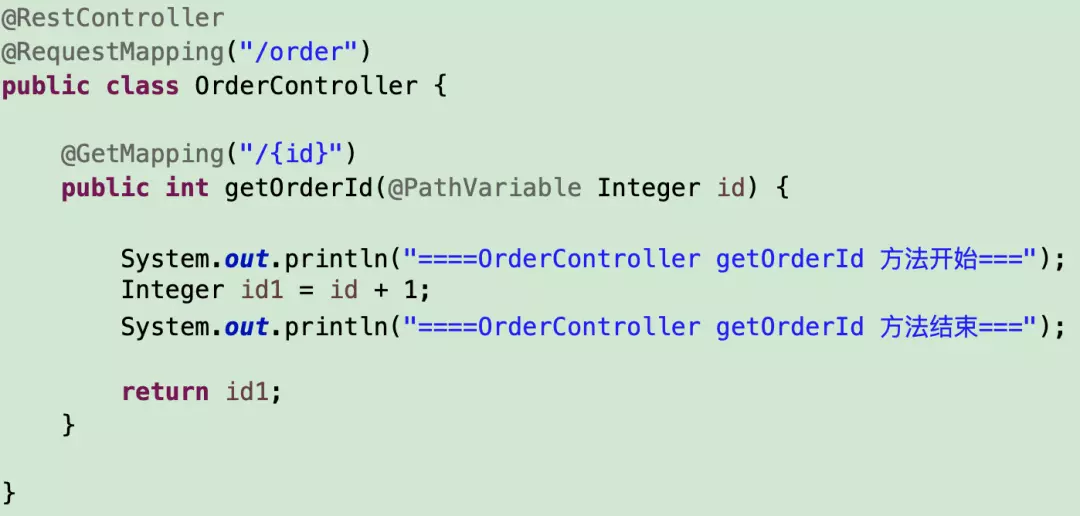 @RestController
@RequestMapping("/order")
public class OrderController {
@GetMapping("/{id}")
public int getOrderId(@PathVariable Integer id) {
System.out.println("====OrderController getOrderId 方法开始===");
Integer id1 = id + 1;
System.out.println("====OrderController getOrderId 方法结束===");
return id1;
}
}